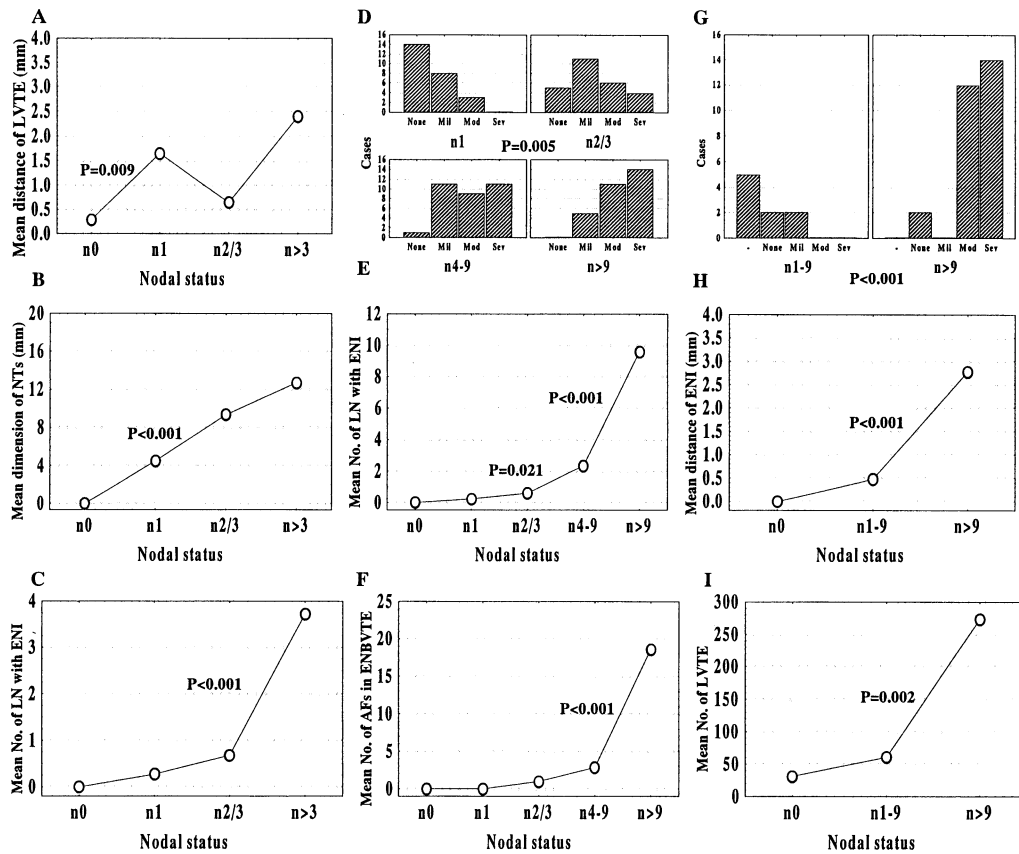 A
Mean distance of LVTE (mm)
4.0
3.5
3.0
2.5
2.0
1.5
1.0
0.5
0.0
P=0.009
n0 n1 n2/3 n>3
Nodal status
B
Mean dimension of NTs (mm)
20
16
12
8
4
0
P<0.001
n0 n1 n2/3 n>3
Nodal status
C
Mean No. of LN with ENI
4
3
2
1
0
P<0.001
n0 n1 n2/3 n>3
Nodal status
D
Cases
16
14
12
10
8
6
4
2
0
None Mil Mod Sev
n1
None Mil Mod Sev
n2/3
P=0.005
16
14
12
10
8
6
4
2
0
None Mil Mod Sev
n4-9
None Mil Mod Sev
n>9
E
Mean No. of LN with ENI
12
10
8
6
4
2
0
P=0.021
P<0.001
n0 n1 n2/3 n4-9 n>9
Nodal status
F
Mean No. of AFs in ENBVTE
25
20
15
10
5
0
P<0.001
n0 n1 n2/3 n4-9 n>9
Nodal status
G
Cases
16
14
12
10
8
6
4
2
0
- None Mil Mod Sev
n1-9
- None Mil Mod Sev
n>9
P<0.001
H
Mean distance of ENI (mm)
4.0
3.5
3.0
2.5
2.0
1.5
1.0
0.5
0.0
P<0.001
n0 n1-9 n>9
Nodal status
I
Mean No. of LVTE
300
250
200
150
100
50
0
P=0.002
n0 n1-9 n>9
Nodal status